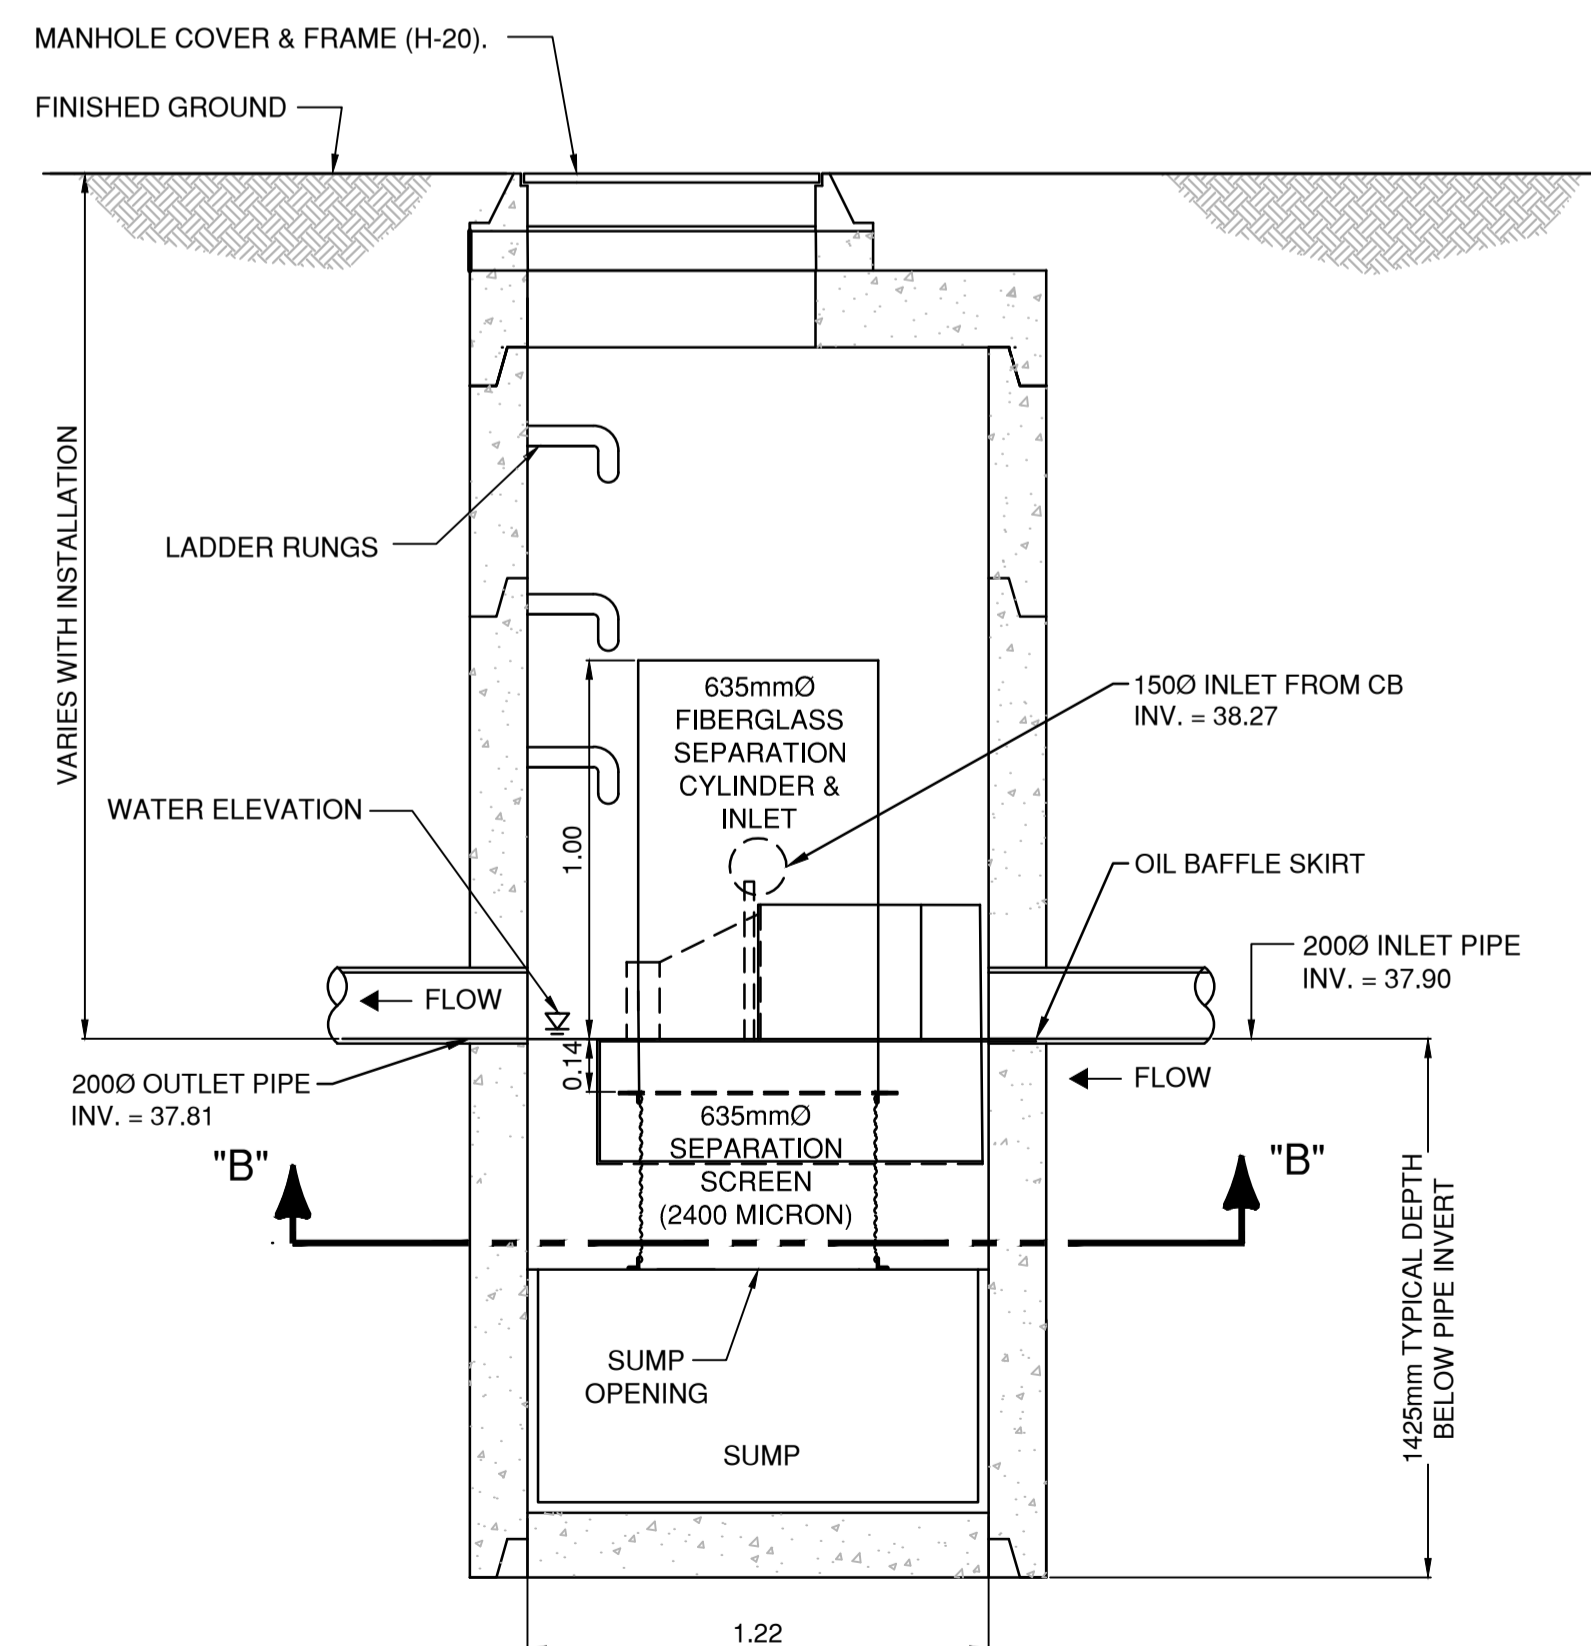 MANHOLE COVER & FRAME (H-20).
FINISHED GROUND
VARIES WITH INSTALLATION
LADDER RUNGS
635mmØ
FIBERGLASS
SEPARATION
CYLINDER &
INLET
150Ø INLET FROM CB
INV. = 38.27
WATER ELEVATION
1.00
OIL BAFFLE SKIRT
200Ø INLET PIPE
INV. = 37.90
FLOW
0.14
200Ø OUTLET PIPE
INV. = 37.81
FLOW
635mmØ
SEPARATION
SCREEN
(2400 MICRON)
"B"
"B"
1425mm TYPICAL DEPTH
BELOW PIPE INVERT
SUMP
OPENING
SUMP
1.22